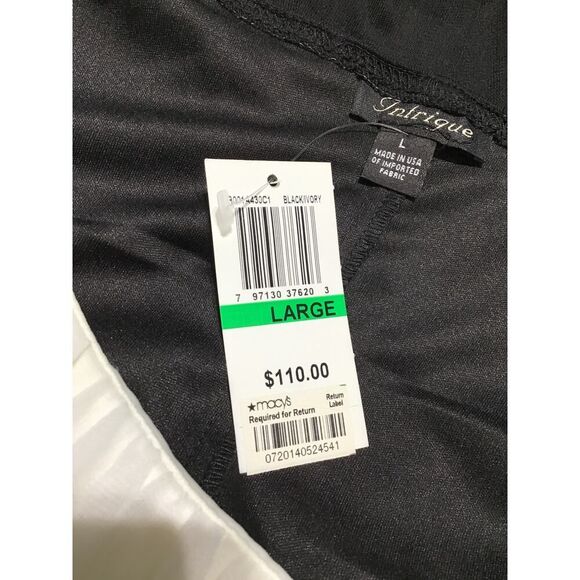 Intrique
L
MADE IN USA
OF IMPORTED
FABRIC
BLACK/IVORY
7 97130 37620 3
LARGE
$110.00
★macy's
Return
Label
Required for Return
0720140524541